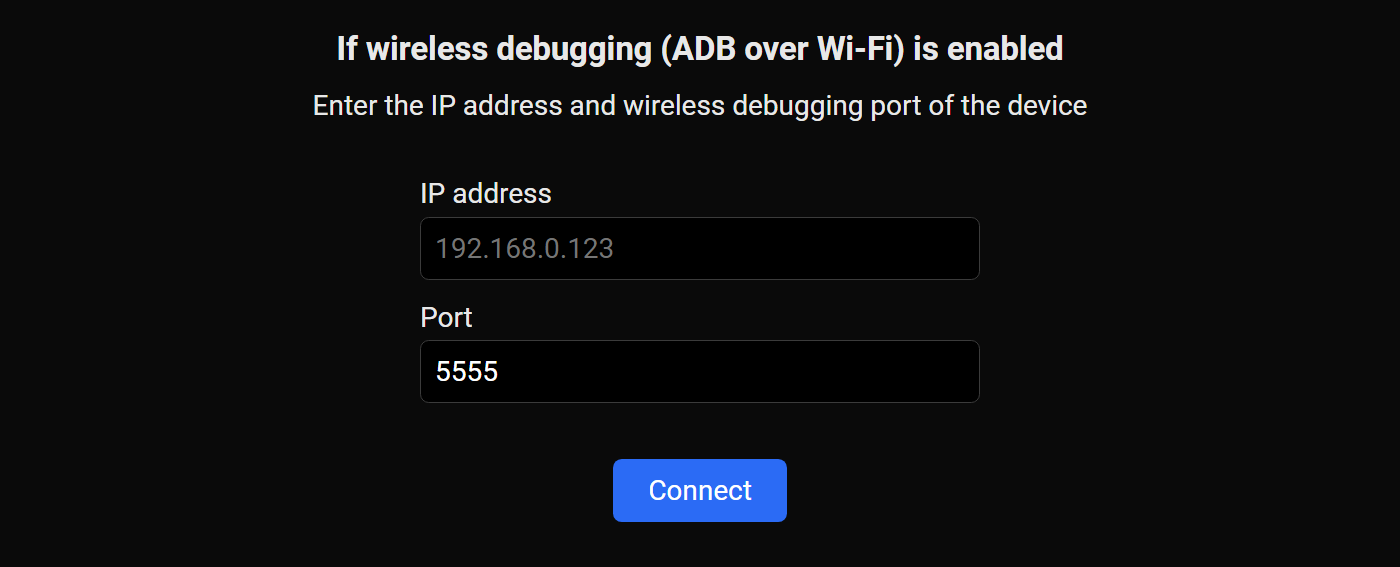 If wireless debugging (ADB over Wi-Fi) is enabled
Enter the IP address and wireless debugging port of the device
IP address
192.168.0.123
Port
5555
Connect